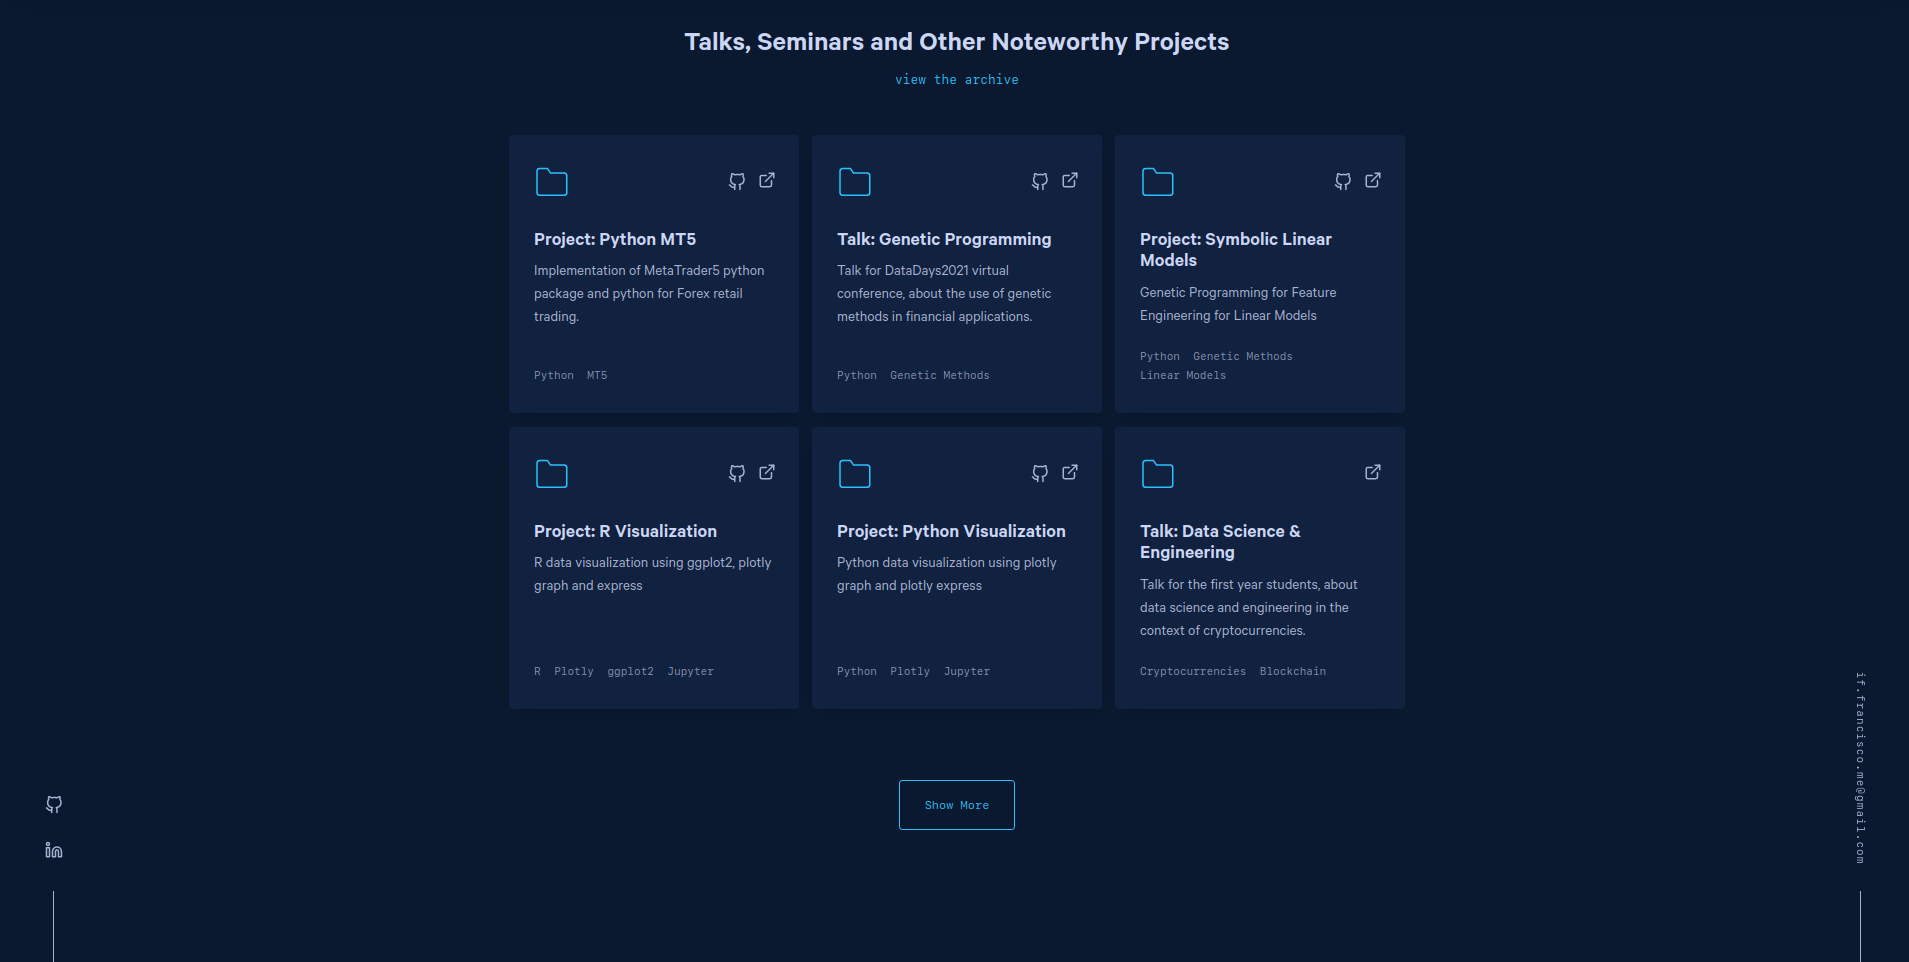 Talks, Seminars and Other Noteworthy Projects
view the archive
Project: Python MT5
Implementation of MetaTrader5 python
package and python for Forex retail
trading.
Python MT5
Talk: Genetic Programming
Talk for DataDays2021 virtual
conference, about the use of genetic
methods in financial applications.
Python Genetic Methods
Project: Symbolic Linear
Models
Genetic Programming for Feature
Engineering for Linear Models
Python Genetic Methods
Linear Models
Project: R Visualization
R data visualization using ggplot2, plotly
graph and express
R Plotly ggplot2 Jupyter
Project: Python Visualization
Python data visualization using plotly
graph and plotly express
Python Plotly Jupyter
Talk: Data Science &
Engineering
Talk for the first year students, about
data science and engineering in the
context of cryptocurrencies.
Cryptocurrencies Blockchain
Show More
if.francisco.me@gmail.com